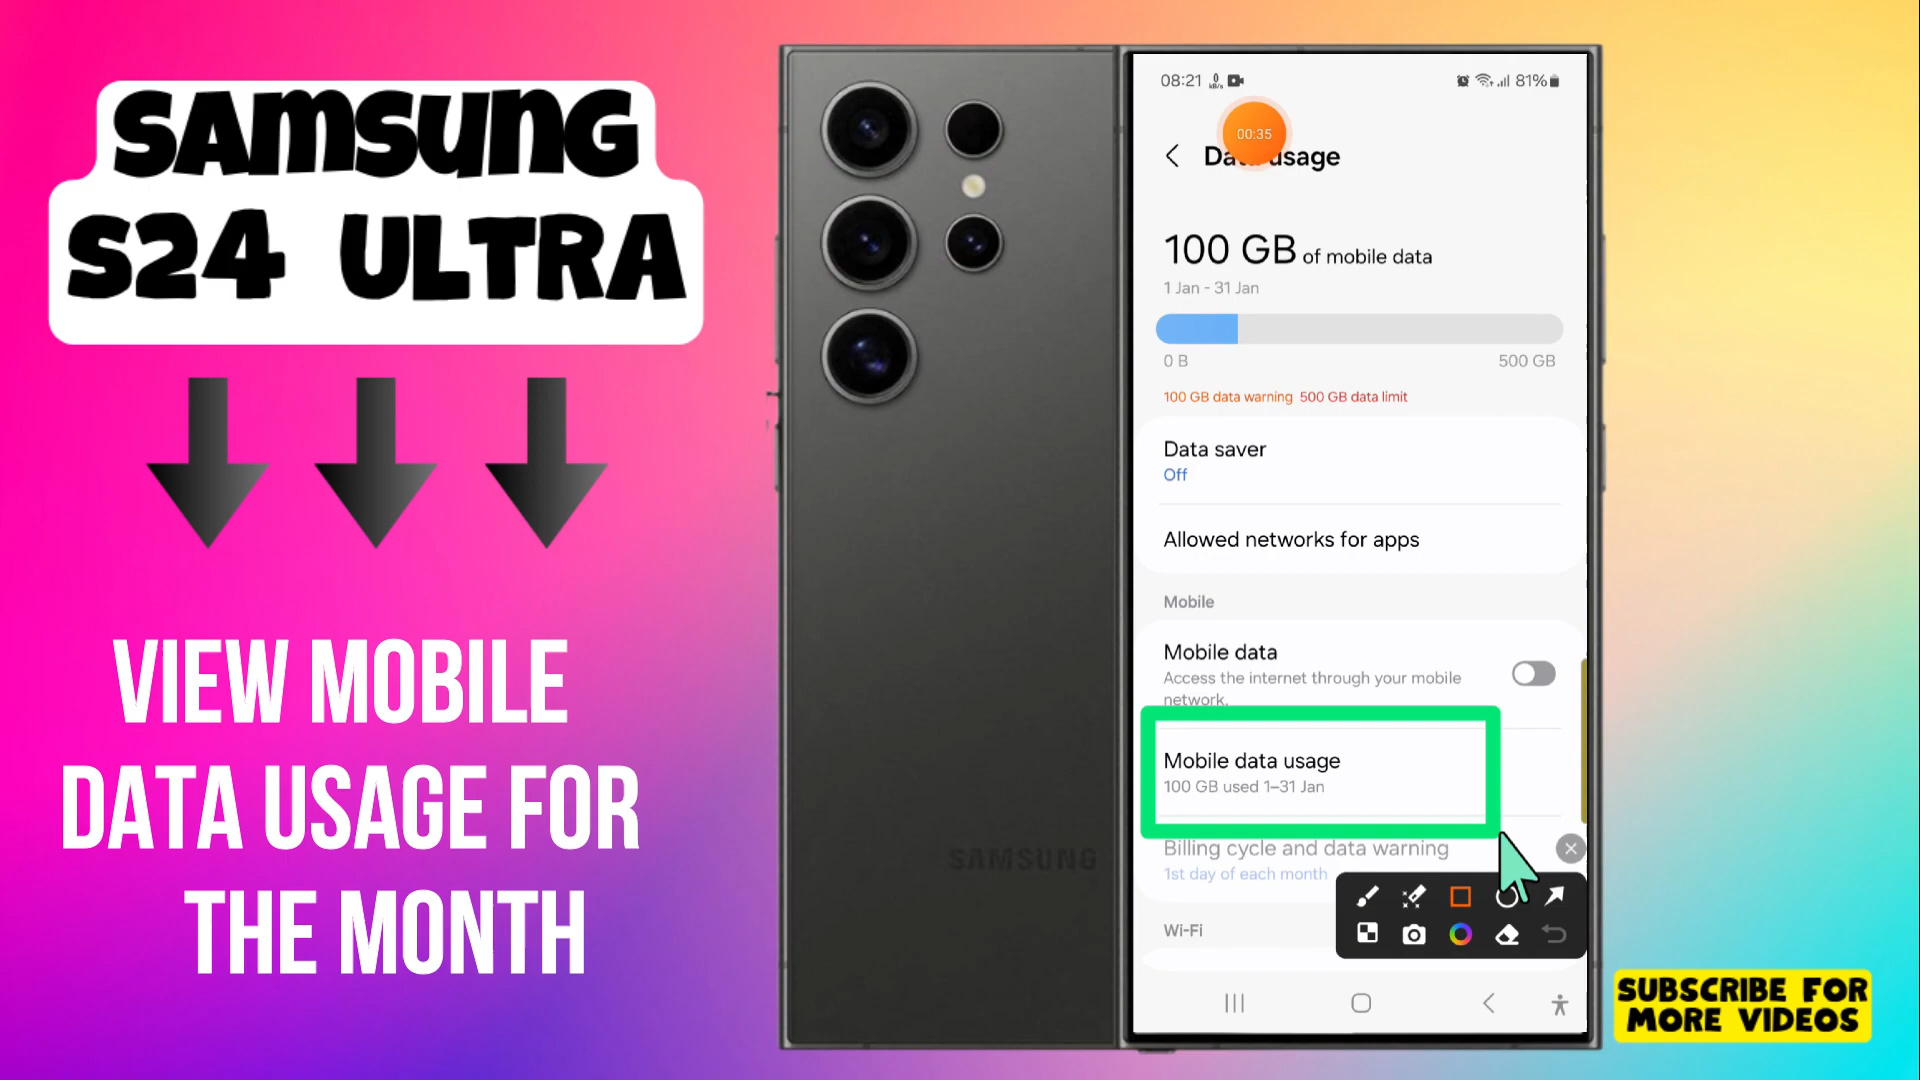 SAMSUNG
S24 ULTRA
VIEW MOBILE
DATA USAGE FOR
THE MONTH
SAMSUNG
08:21 0 kB/s 81%
00:35
Data usage
100 GB of mobile data
1 Jan - 31 Jan
0 B 500 GB
100 GB data warning 500 GB data limit
Data saver
Off
Allowed networks for apps
Mobile
Mobile data
Access the internet through your mobile
network.
Mobile data usage
100 GB used 1–31 Jan
Billing cycle and data warning
1st day of each month
Wi-Fi
SUBSCRIBE FOR
MORE VIDEOS